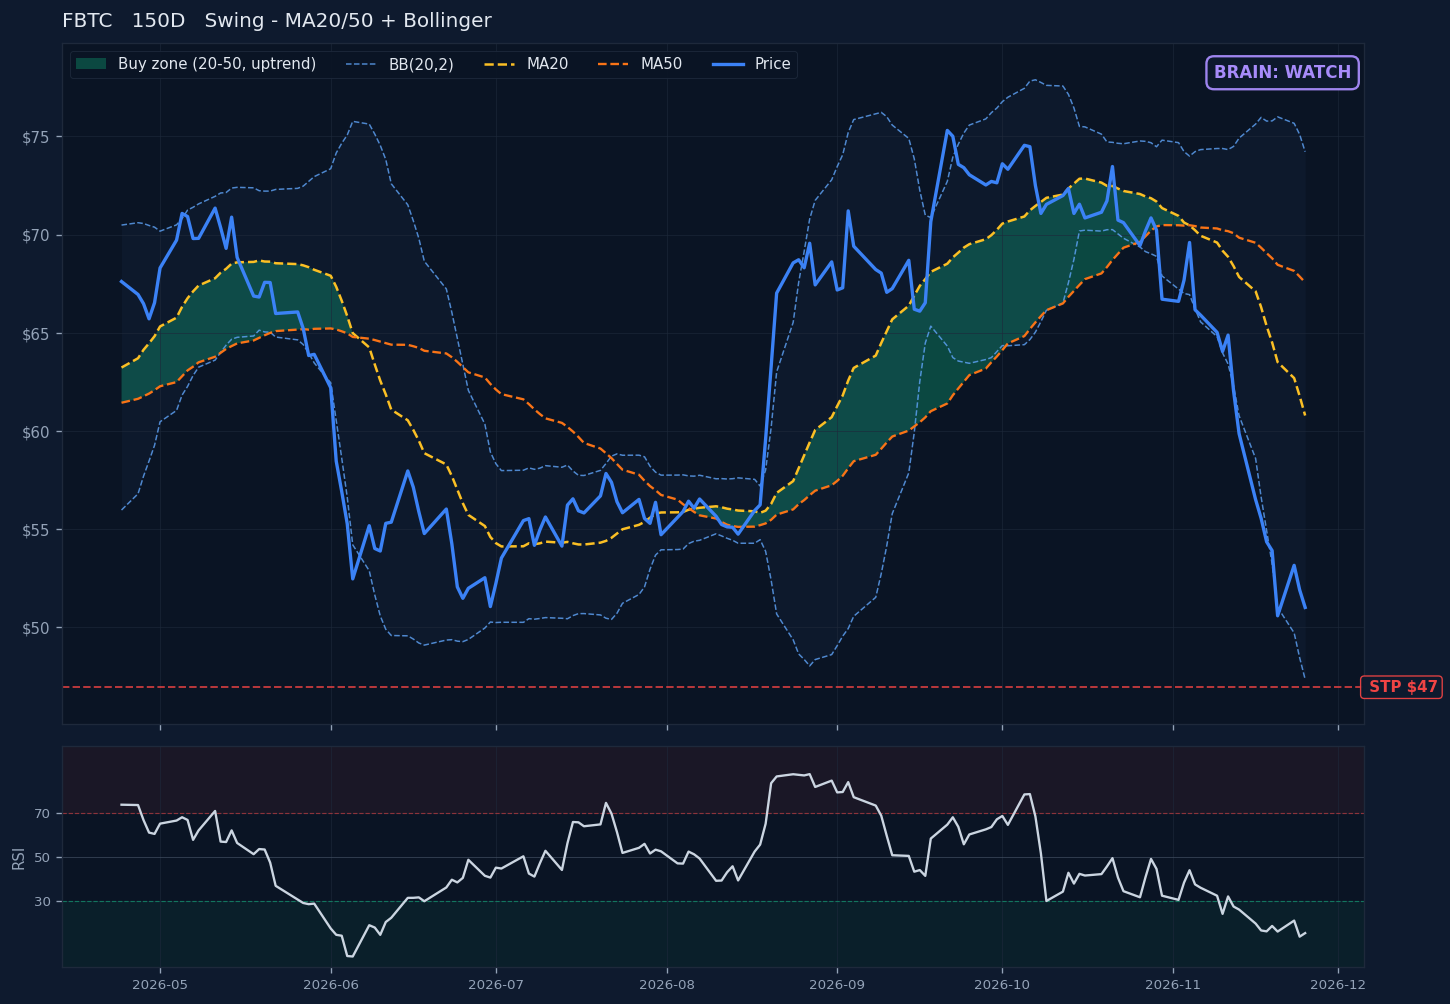 FBTC 150D Swing - MA20/50 + Bollinger
Buy zone (20-50, uptrend) BB(20,2) MA20 MA50 Price
BRAIN: WATCH
$75
$70
$65
$60
$55
$50
STP $47
70
50
30
RSI
2026-05 2026-06 2026-07 2026-08 2026-09 2026-10 2026-11 2026-12